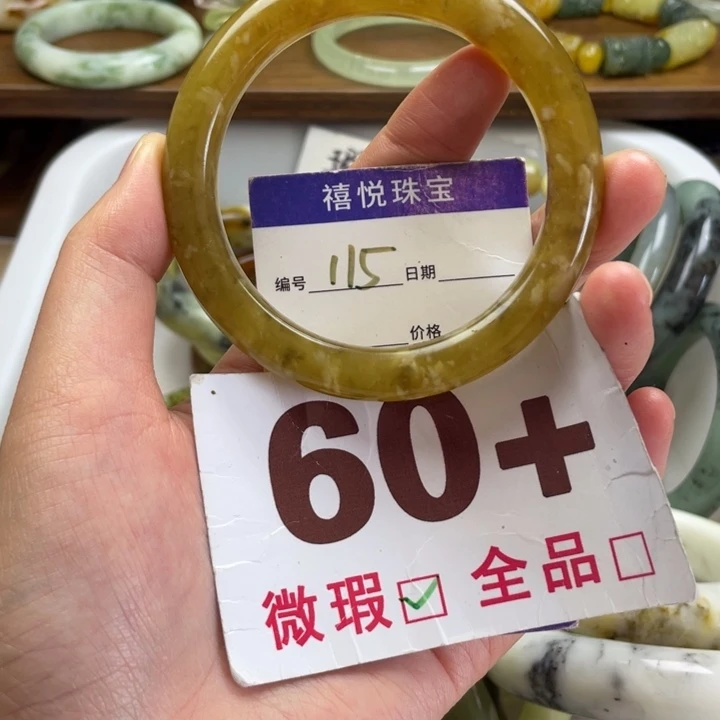 禧悦珠宝
编号 115 日期
价格
60+
微瑕☑ 全品☐